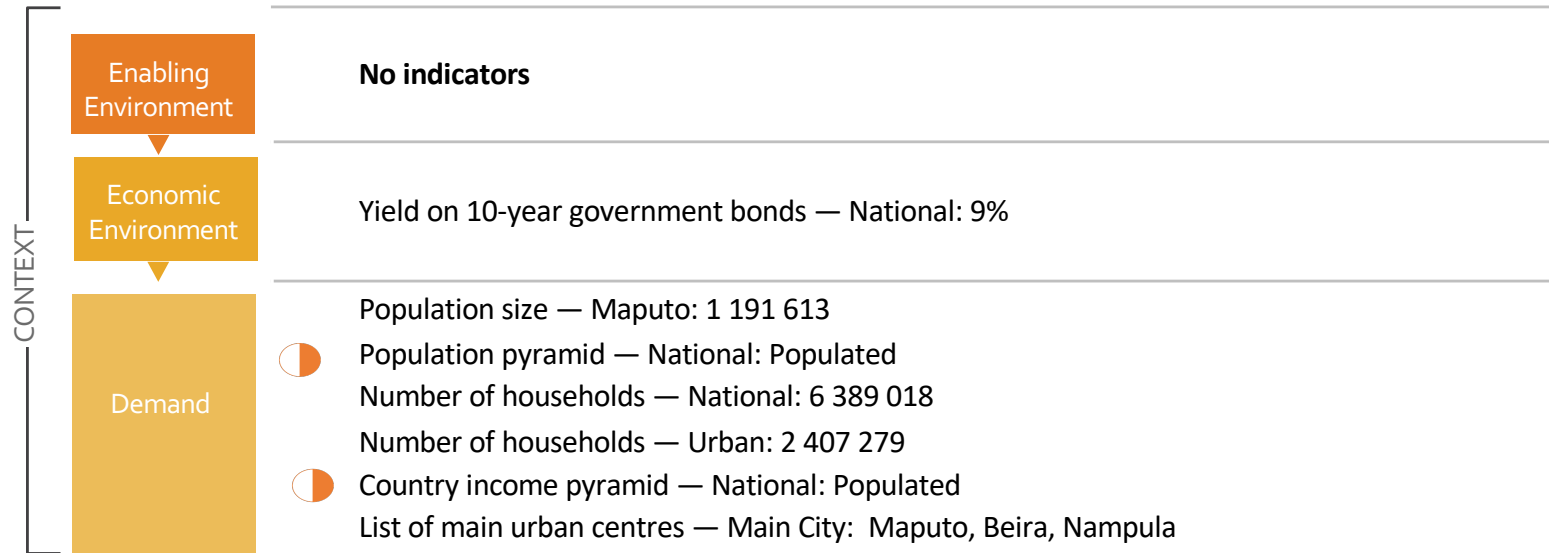 CONTEXT
Enabling
Environment
No indicators
Economic
Environment
Yield on 10-year government bonds — National: 9%
Demand
Population size — Maputo: 1 191 613
Population pyramid — National: Populated
Number of households — National: 6 389 018
Number of households — Urban: 2 407 279
Country income pyramid — National: Populated
List of main urban centres — Main City:  Maputo, Beira, Nampula